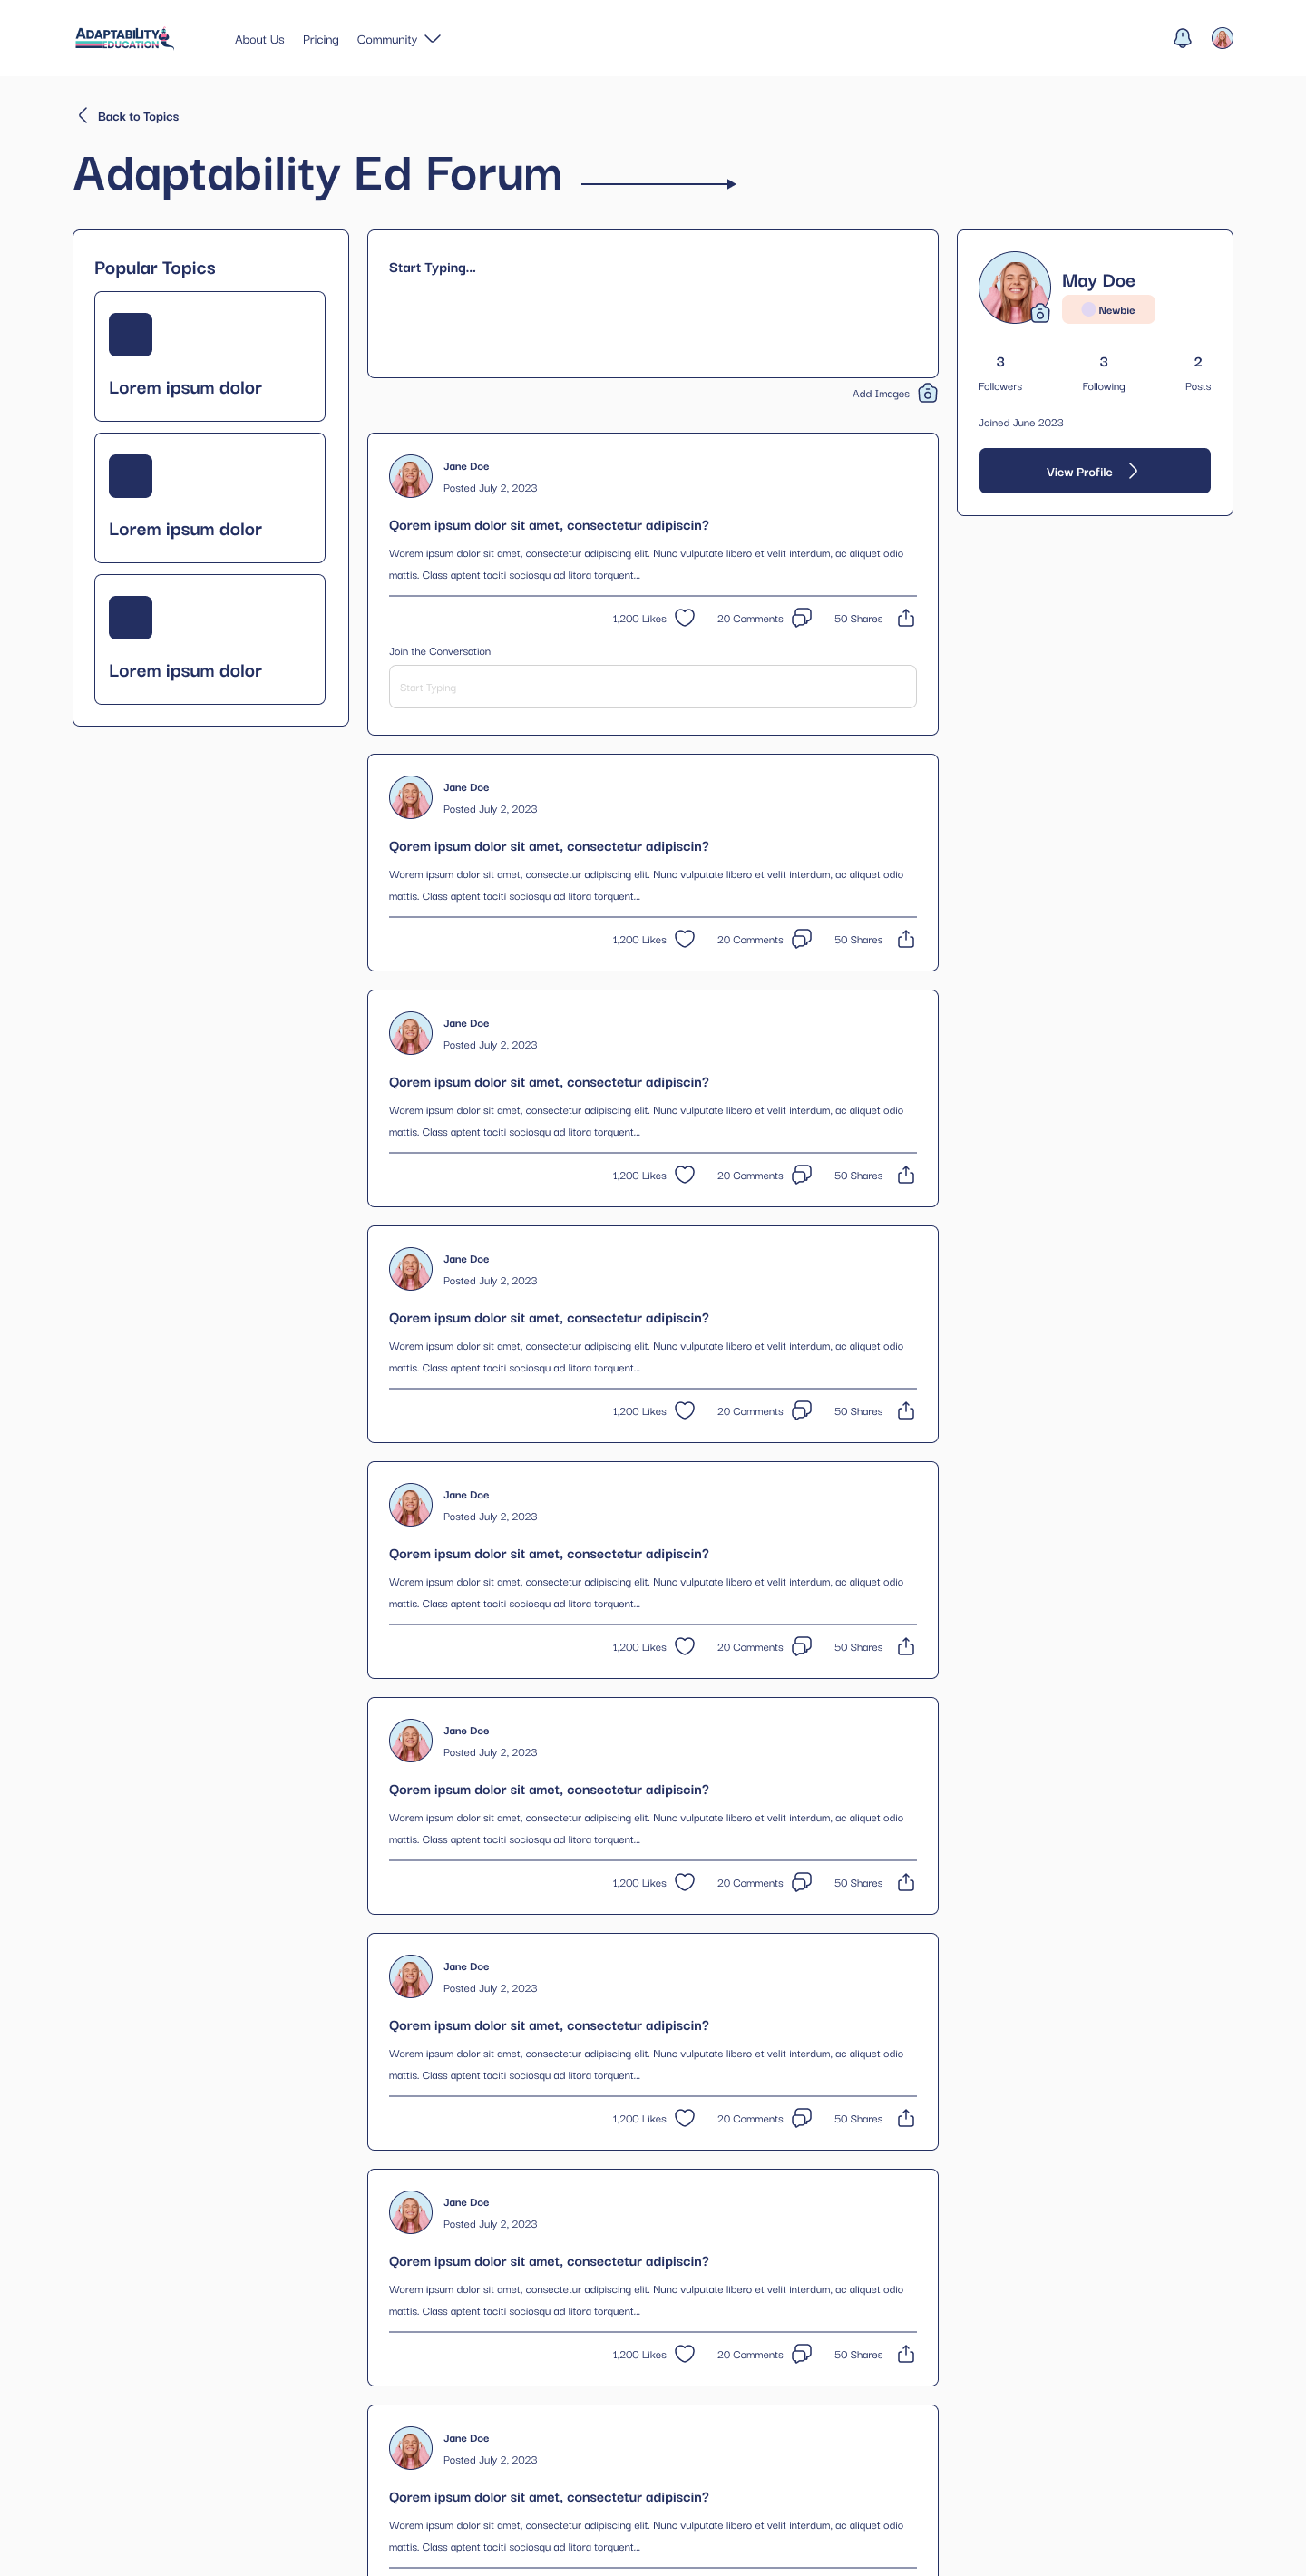 ADAPTABILITY
EDUCATION
About Us
Pricing
Community
Back to Topics
Adaptability Ed Forum
Popular Topics
Lorem ipsum dolor
Lorem ipsum dolor
Lorem ipsum dolor
Start Typing...
Add Images
Jane Doe
Posted July 2, 2023
Qorem ipsum dolor sit amet, consectetur adipiscin?
Worem ipsum dolor sit amet, consectetur adipiscing elit. Nunc vulputate libero et velit interdum, ac aliquet odio
mattis. Class aptent taciti sociosqu ad litora torquent...
1,200 Likes
20 Comments
50 Shares
Join the Conversation
Start Typing
Jane Doe
Posted July 2, 2023
Qorem ipsum dolor sit amet, consectetur adipiscin?
Worem ipsum dolor sit amet, consectetur adipiscing elit. Nunc vulputate libero et velit interdum, ac aliquet odio
mattis. Class aptent taciti sociosqu ad litora torquent...
1,200 Likes
20 Comments
50 Shares
Jane Doe
Posted July 2, 2023
Qorem ipsum dolor sit amet, consectetur adipiscin?
Worem ipsum dolor sit amet, consectetur adipiscing elit. Nunc vulputate libero et velit interdum, ac aliquet odio
mattis. Class aptent taciti sociosqu ad litora torquent...
1,200 Likes
20 Comments
50 Shares
Jane Doe
Posted July 2, 2023
Qorem ipsum dolor sit amet, consectetur adipiscin?
Worem ipsum dolor sit amet, consectetur adipiscing elit. Nunc vulputate libero et velit interdum, ac aliquet odio
mattis. Class aptent taciti sociosqu ad litora torquent...
1,200 Likes
20 Comments
50 Shares
Jane Doe
Posted July 2, 2023
Qorem ipsum dolor sit amet, consectetur adipiscin?
Worem ipsum dolor sit amet, consectetur adipiscing elit. Nunc vulputate libero et velit interdum, ac aliquet odio
mattis. Class aptent taciti sociosqu ad litora torquent...
1,200 Likes
20 Comments
50 Shares
Jane Doe
Posted July 2, 2023
Qorem ipsum dolor sit amet, consectetur adipiscin?
Worem ipsum dolor sit amet, consectetur adipiscing elit. Nunc vulputate libero et velit interdum, ac aliquet odio
mattis. Class aptent taciti sociosqu ad litora torquent...
1,200 Likes
20 Comments
50 Shares
Jane Doe
Posted July 2, 2023
Qorem ipsum dolor sit amet, consectetur adipiscin?
Worem ipsum dolor sit amet, consectetur adipiscing elit. Nunc vulputate libero et velit interdum, ac aliquet odio
mattis. Class aptent taciti sociosqu ad litora torquent...
1,200 Likes
20 Comments
50 Shares
Jane Doe
Posted July 2, 2023
Qorem ipsum dolor sit amet, consectetur adipiscin?
Worem ipsum dolor sit amet, consectetur adipiscing elit. Nunc vulputate libero et velit interdum, ac aliquet odio
mattis. Class aptent taciti sociosqu ad litora torquent...
1,200 Likes
20 Comments
50 Shares
Jane Doe
Posted July 2, 2023
Qorem ipsum dolor sit amet, consectetur adipiscin?
Worem ipsum dolor sit amet, consectetur adipiscing elit. Nunc vulputate libero et velit interdum, ac aliquet odio
mattis. Class aptent taciti sociosqu ad litora torquent...
May Doe
Newbie
3
Followers
3
Following
2
Posts
Joined June 2023
View Profile